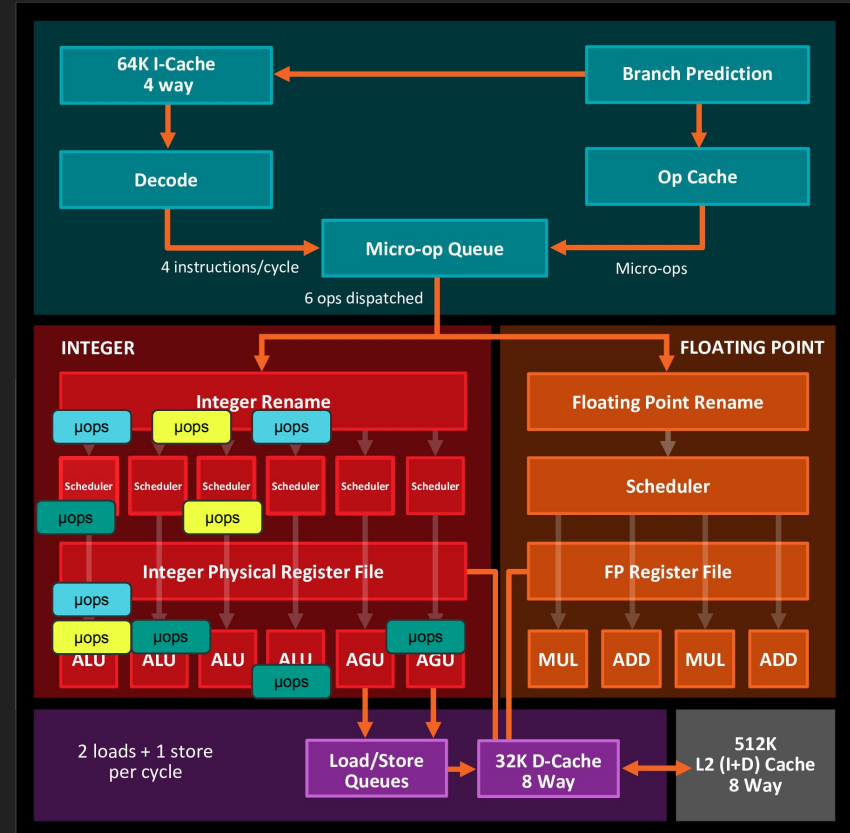 64K I-Cache
4 way
Branch Prediction
Decode
Op Cache
Micro-op Queue
4 instructions/cycle
Micro-ops
6 ops dispatched
INTEGER
FLOATING POINT
Integer Rename
Floating Point Rename
µops
µops
µops
Scheduler
Scheduler
Scheduler
Scheduler
Scheduler
Scheduler
Scheduler
µops
µops
Integer Physical Register File
FP Register File
µops
µops
µops
µops
ALU
ALU
ALU
ALU
AGU
AGU
MUL
ADD
MUL
ADD
µops
2 loads + 1 store
per cycle
Load/Store
Queues
32K D-Cache
8 Way
512K
L2 (I+D) Cache
8 Way